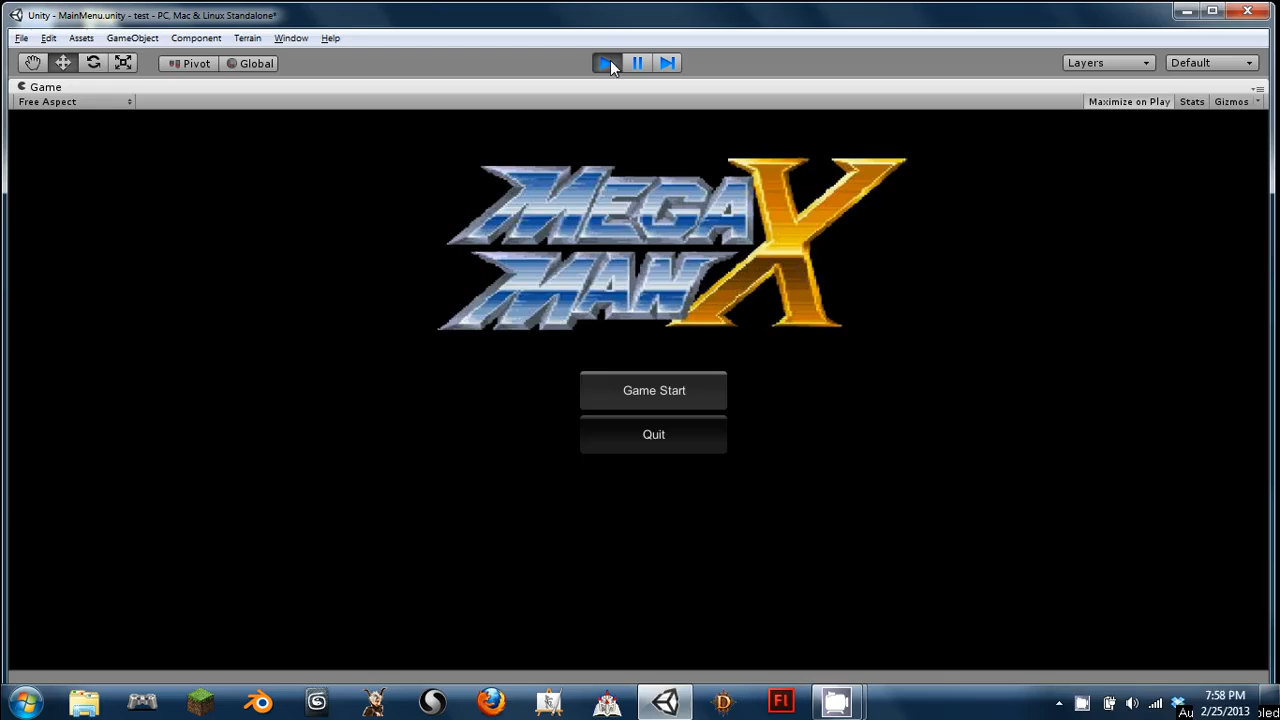 Unity - MainMenu.unity - test - PC, Mac & Linux Standalone*
File Edit Assets GameObject Component Terrain Window Help
Pivot Global Layers Default
Game
Free Aspect Maximize on Play Stats Gizmos
MEGA
MAN X
Game Start
Quit
Fl
7:58 PM
2/25/2013
Au